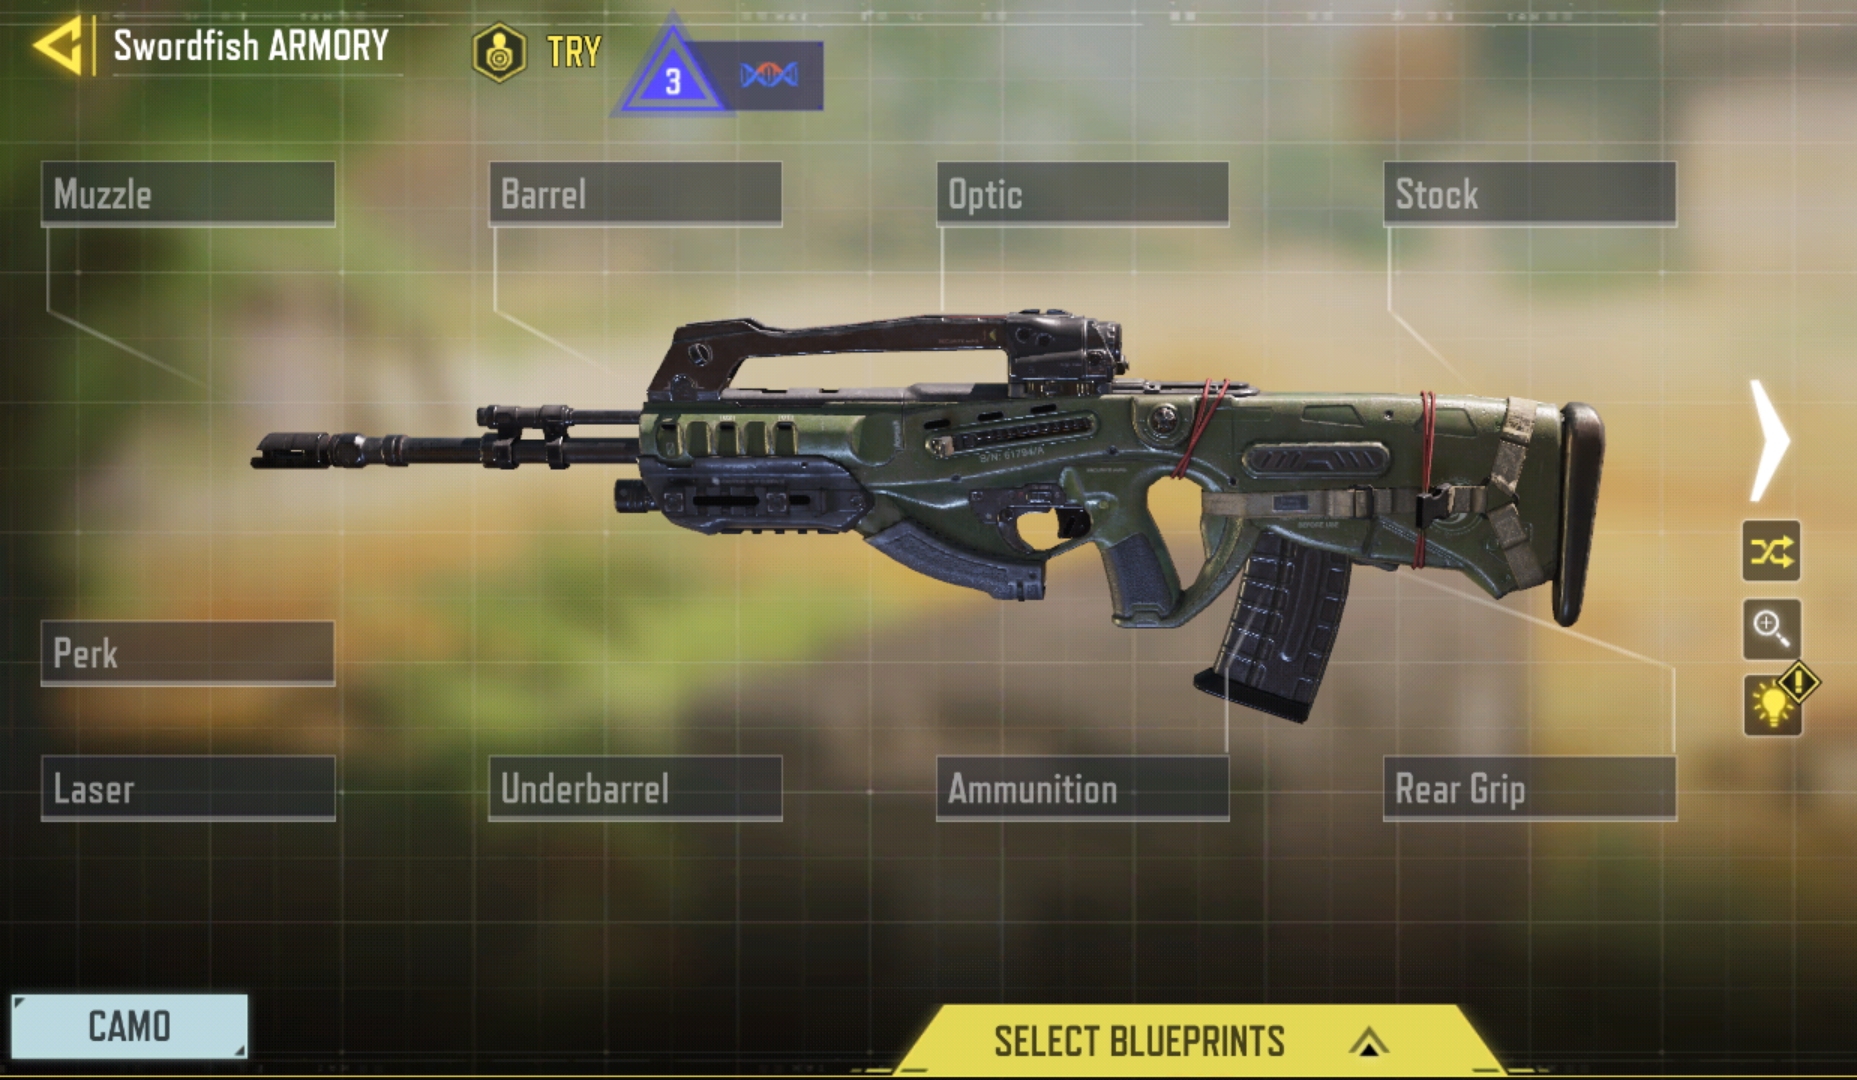 Swordfish ARMORY
TRY
3
Muzzle
Barrel
Optic
Stock
Perk
Laser
Underbarrel
Ammunition
Rear Grip
CAMO
SELECT BLUEPRINTS